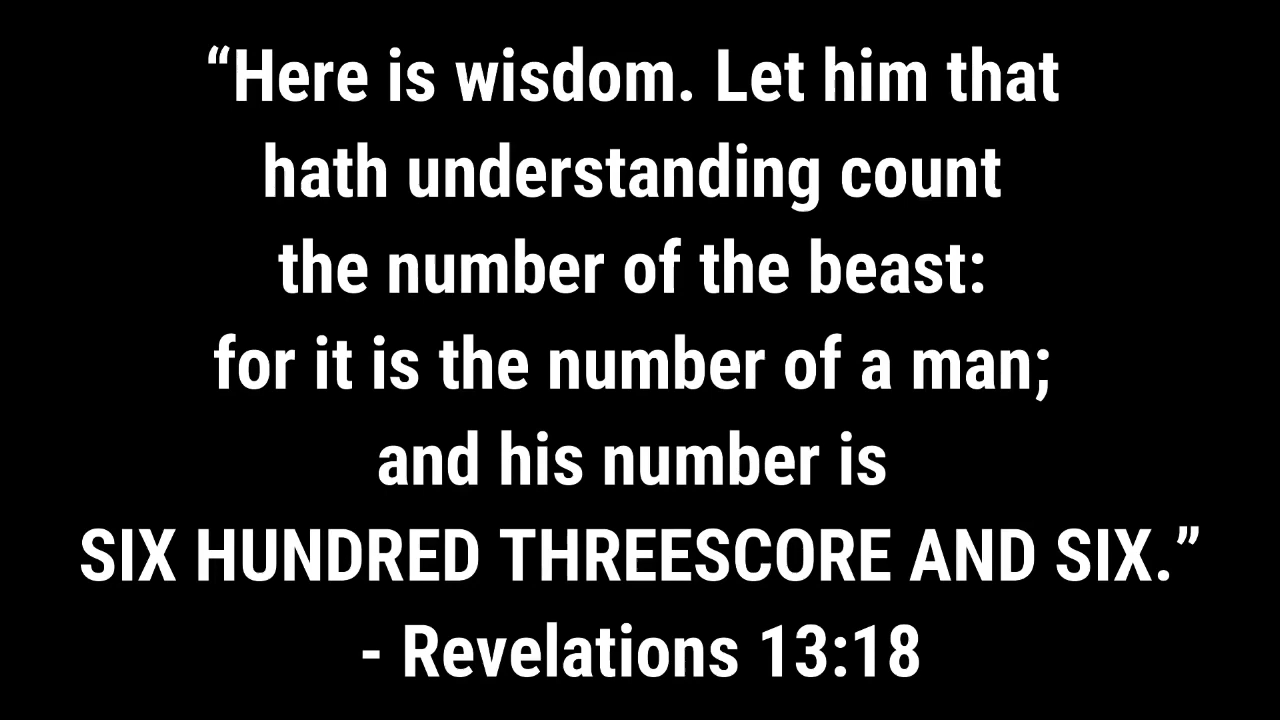 “Here is wisdom. Let him that
hath understanding count
the number of the beast:
for it is the number of a man;
and his number is
SIX HUNDRED THREESCORE AND SIX.”
- Revelations 13:18